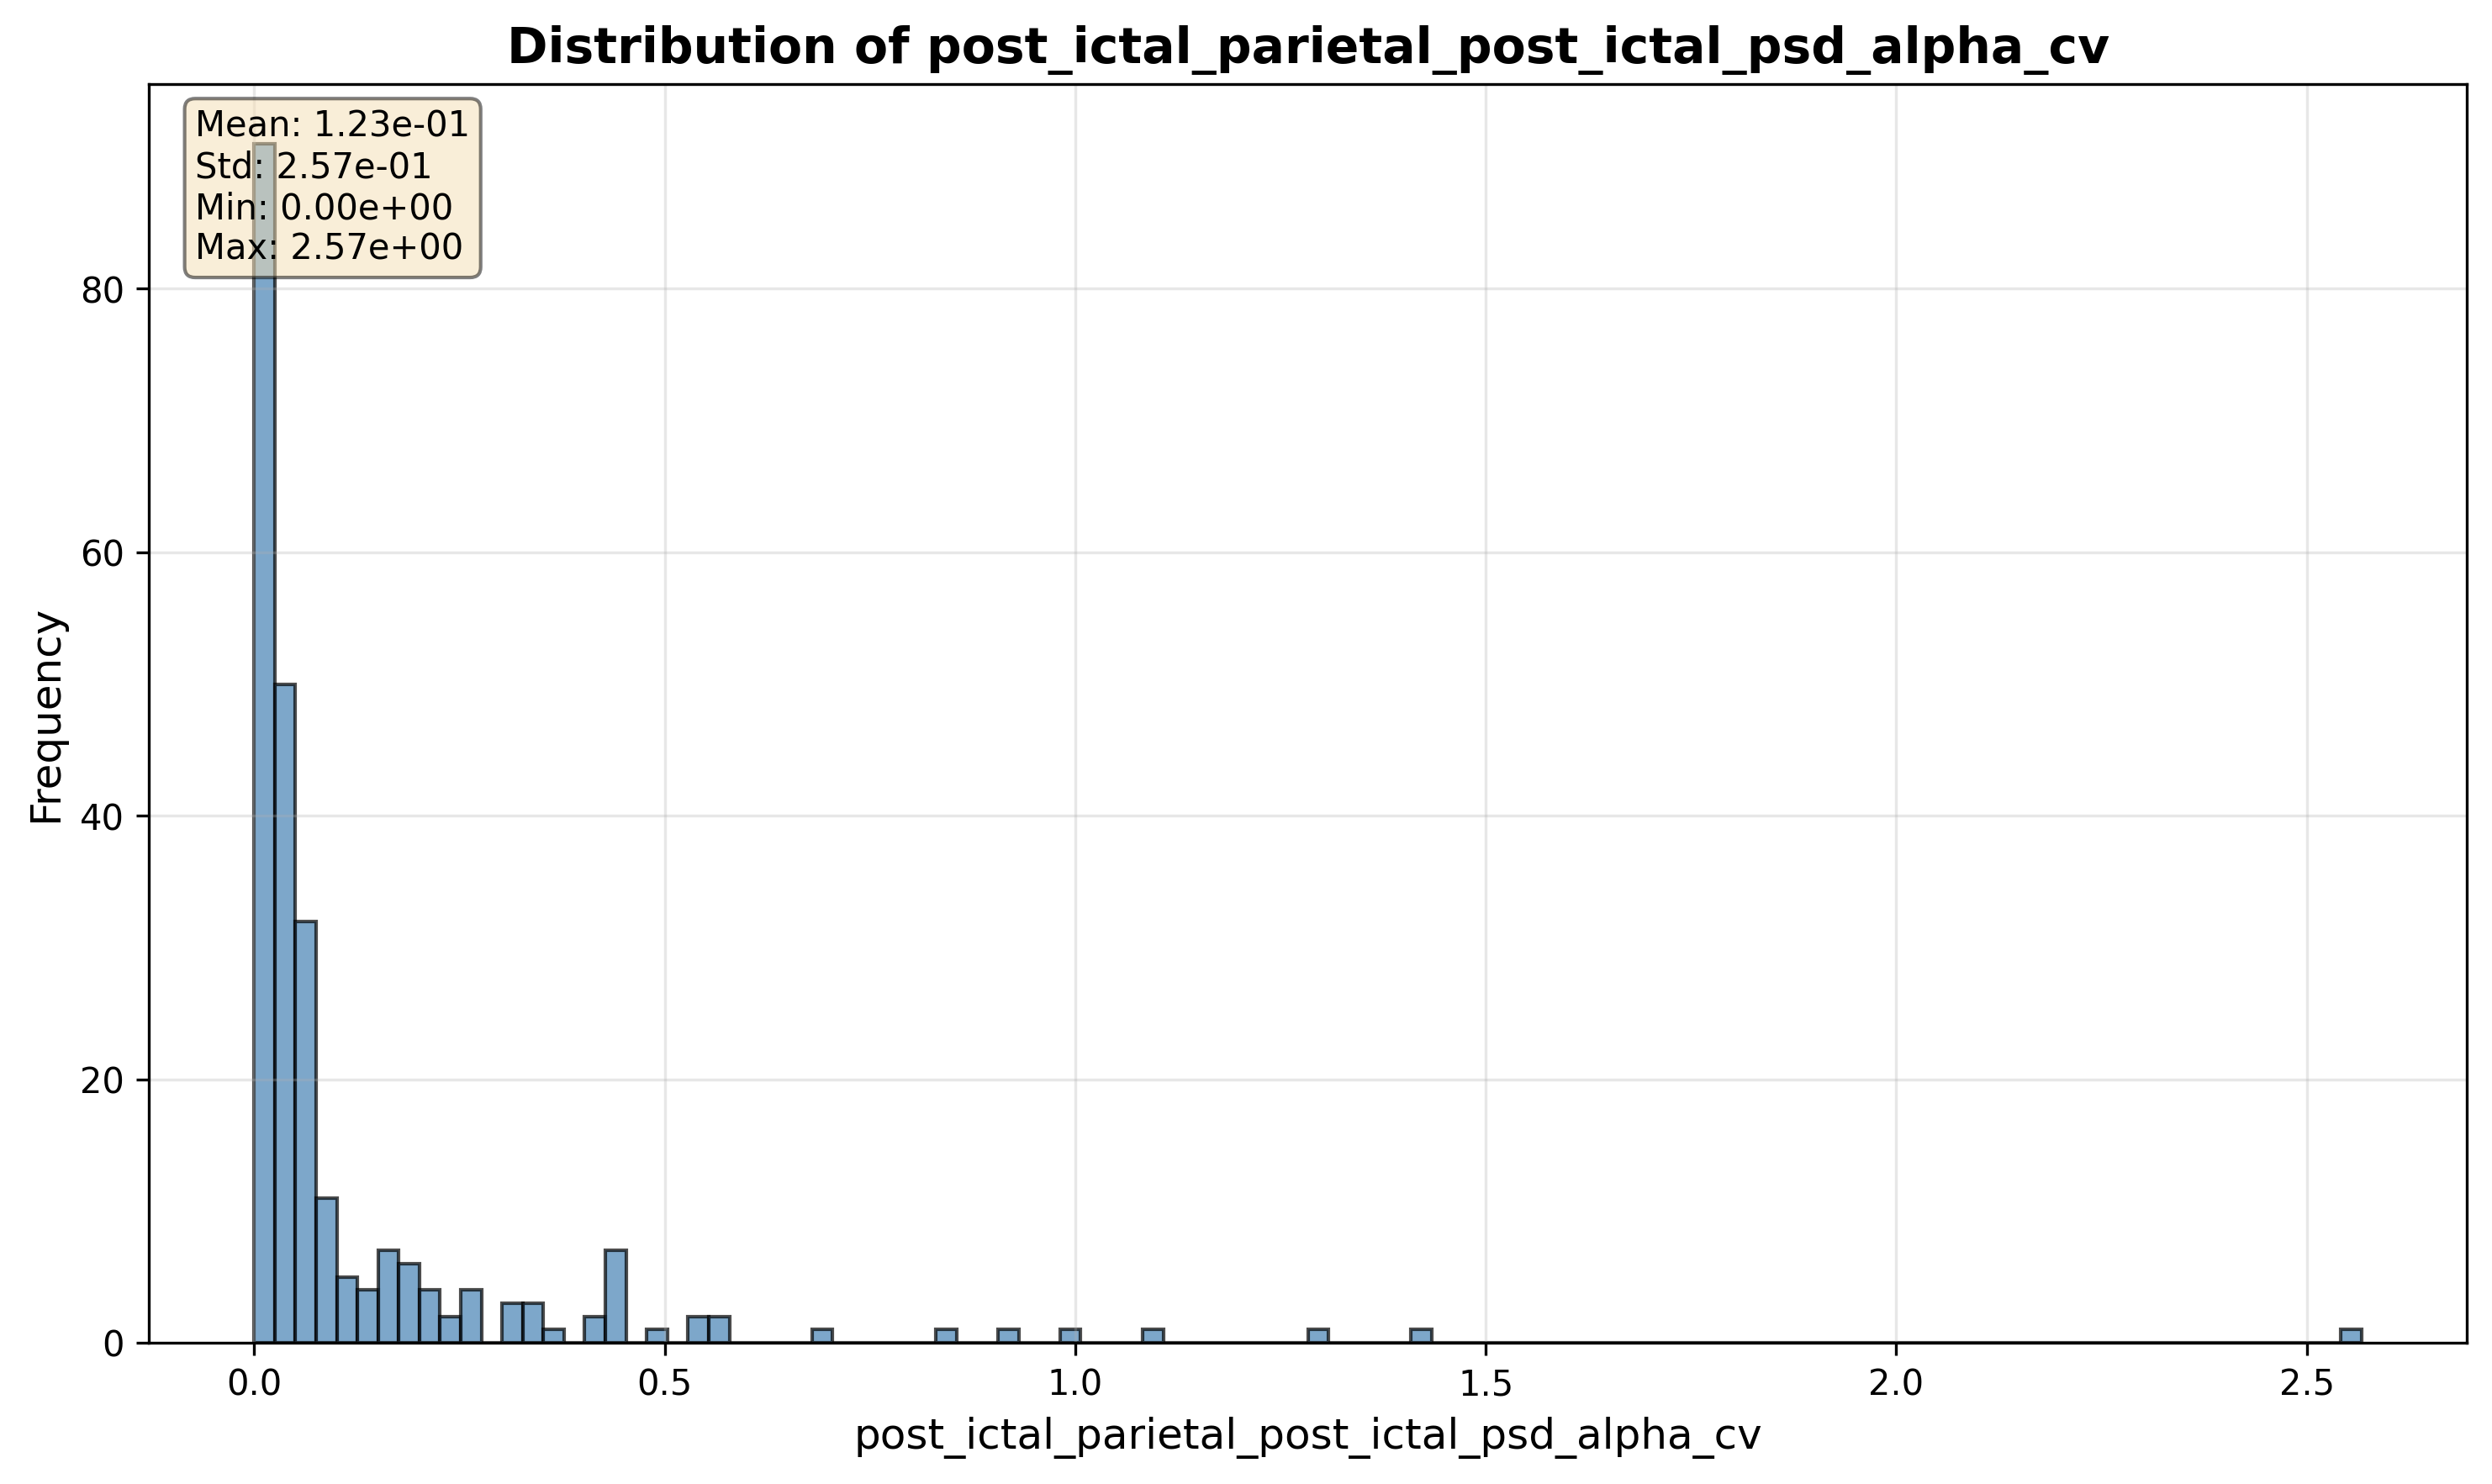 Distribution of post_ictal_parietal_post_ictal_psd_alpha_cv
Mean: 1.23e-01
Std: 2.57e-01
Min: 0.00e+00
Max: 2.57e+00
80
60
40
20
0
Frequency
0.0 0.5 1.0 1.5 2.0 2.5
post_ictal_parietal_post_ictal_psd_alpha_cv